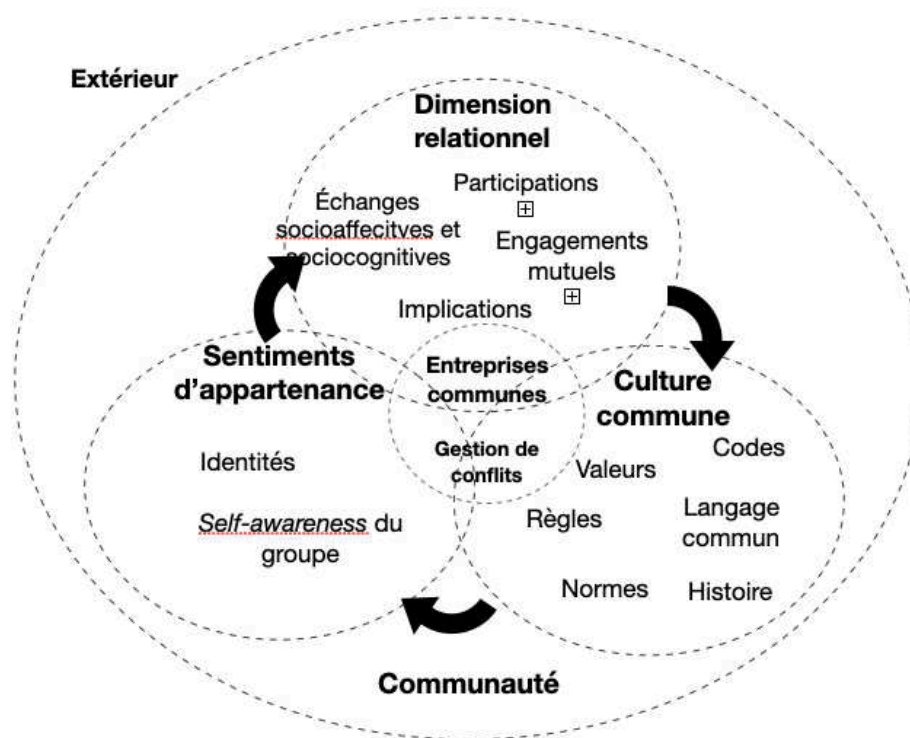 Extérieur
Dimension
relationnel
Participations
Échanges
socioaffecitves et
sociocognitives
Engagements
mutuels
Implications
Sentiments
d'appartenance
Entreprises
communes
Culture
commune
Gestion de
conflits
Identités
Self-awareness du
groupe
Codes
Valeurs
Règles
Langage
commun
Normes
Histoire
Communauté